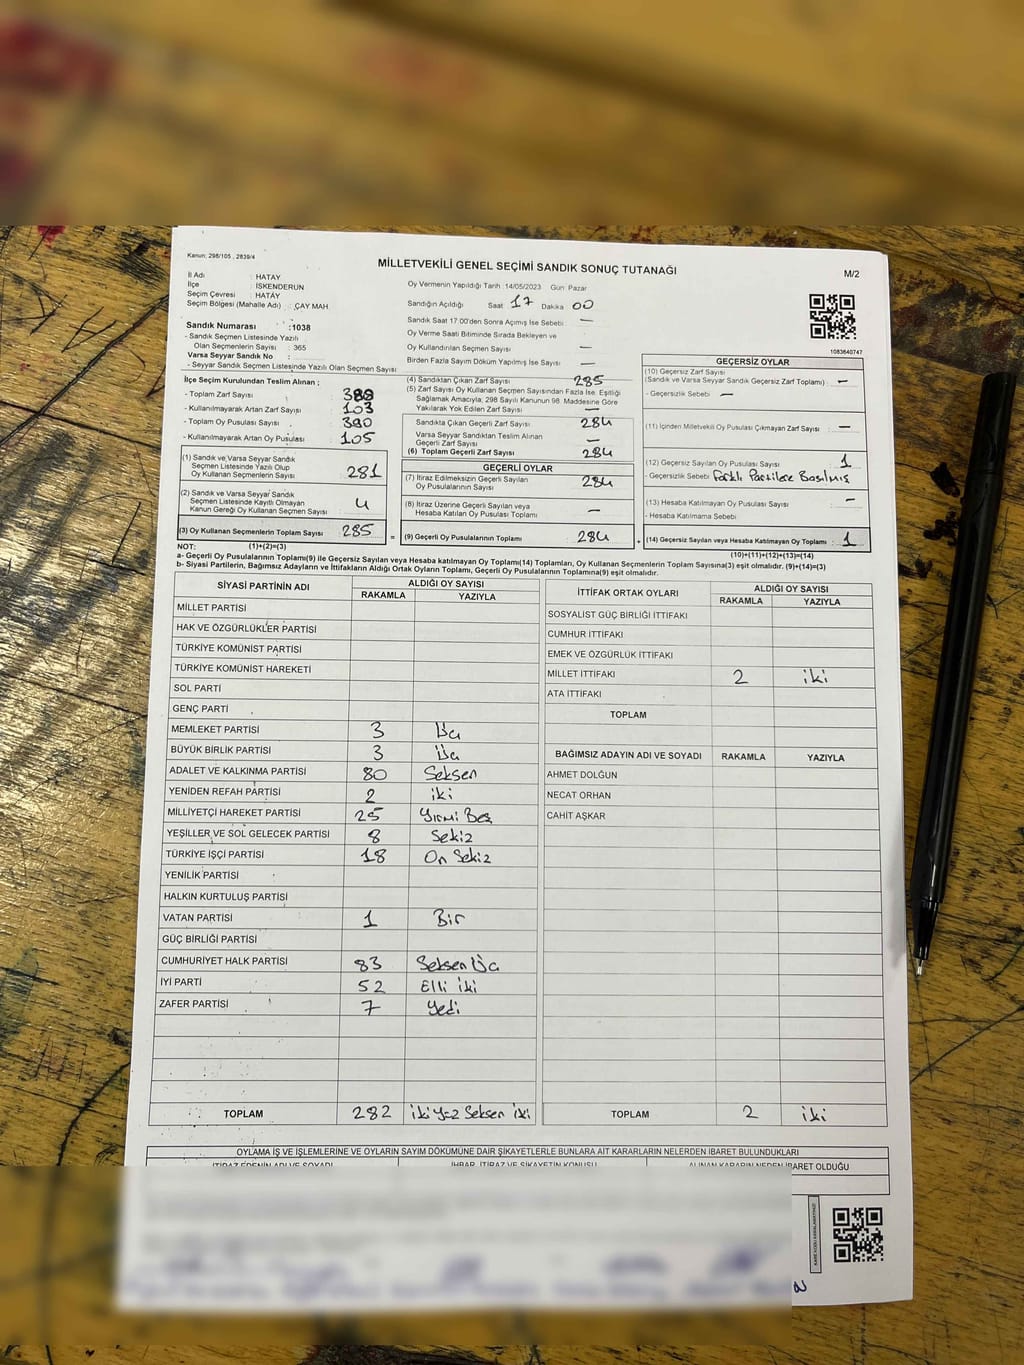 Kanun; 298/105 , 2839/4
MİLLETVEKİLİ GENEL SEÇİMİ SANDIK SONUÇ TUTANAĞI
M/2
İl Adı : HATAY
İlçe : İSKENDERUN
Seçim Çevresi : HATAY
Seçim Bölgesi (Mahalle Adı) : ÇAY MAH.
Sandık Numarası :1038
- Sandık Seçmen Listesinde Yazılı
Olan Seçmenlerin Sayısı : 365
Varsa Seyyar Sandık No :
- Seyyar Sandık Seçmen Listesinde Yazılı Olan Seçmen Sayısı
Oy Vermenin Yapıldığı Tarih :14/05/2023 Gün: Pazar
Sandığın Açıldığı Saat 17 Dakika 00
Sandık Saat 17:00'den Sonra Açımış İse Sebebi: —
Oy Verme Saati Bitiminde Sırada Bekleyen ve
Oy Kullandırılan Seçmen Sayısı —
Birden Fazla Sayım Döküm Yapılmış İse Sayısı —
1083640747
İlçe Seçim Kurulundan Teslim Alınan ;
- Toplam Zarf Sayısı
- Kullanılmayarak Artan Zarf Sayısı : 103
- Toplam Oy Pusulası Sayısı : 390
- Kullanılmayarak Artan Oy Pusulası : 105
(1) Sandık ve Varsa Seyyar Sandık
Seçmen Listesinde Yazılı Olup
Oy Kullanan Seçmenlerin Sayısı 281
(2) Sandık ve Varsa Seyyar Sandık
Seçmen Listesinde Kayıtlı Olmayan
Kanun Gereği Oy Kullanan Seçmen Sayısı 4
(3) Oy Kullanan Seçmenlerin Toplam Sayısı 285
(1)+(2)=(3)
(4) Sandıktan Çıkan Zarf Sayısı 285
(5) Zarf Sayısı Oy Kullanan Seçmen Sayısından Fazla İse, Eşitliği
Sağlamak Amacıyla, 298 Sayılı Kanunun 98. Maddesine Göre
Yakılarak Yok Edilen Zarf Sayısı —
Sandıkta Çıkan Geçerli Zarf Sayısı 284
Varsa Seyyar Sandıktan Teslim Alınan
Geçerli Zarf Sayısı —
(6) Toplam Geçerli Zarf Sayısı 284
GEÇERLİ OYLAR
(7) İtiraz Edilmeksizin Geçerli Sayılan
Oy Pusulalarının Sayısı 284
(8) İtiraz Üzerine Geçerli Sayılan veya
Hesaba Katılan Oy Pusulası Toplamı —
= (9) Geçerli Oy Pusulalarının Toplamı 284
GEÇERSİZ OYLAR
(10) Geçersiz Zarf Sayısı
(Sandık ve Varsa Seyyar Sandık Geçersiz Zarf Toplamı) : —
- Geçersizlik Sebebi : —
(11) İçinden Milletvekili Oy Pusulası Çıkmayan Zarf Sayısı : —
(12) Geçersiz Sayılan Oy Pusulası Sayısı : 1
- Geçersizlik Sebebi : Farklı Partilere Basılmış
(13) Hesaba Katılmayan Oy Pusulası Sayısı : —
- Hesaba Katılmama Sebebi :
+ (14) Geçersiz Sayılan veya Hesaba Katılmayan Oy Toplamı : 1
(10)+(11)+(12)+(13)=(14)
NOT:
a- Geçerli Oy Pusulalarının Toplamı(9) ile Geçersiz Sayılan veya Hesaba katılmayan Oy Toplamı(14) Toplamları, Oy Kullanan Seçmenlerin Toplam Sayısına(3) eşit olmalıdır. (9)+(14)=(3)
b- Siyasi Partilerin, Bağımsız Adayların ve İttifakların Aldığı Ortak Oyların Toplamı, Geçerli Oy Pusulalarının Toplamına(9) eşit olmalıdır.
SİYASİ PARTİNİN ADI ALDIĞI OY SAYISI
RAKAMLA YAZIYLA
MİLLET PARTİSİ
HAK VE ÖZGÜRLÜKLER PARTİSİ
TÜRKİYE KOMÜNİST PARTİSİ
TÜRKİYE KOMÜNİST HAREKETİ
SOL PARTİ
GENÇ PARTİ
MEMLEKET PARTİSİ 3 Üç
BÜYÜK BİRLİK PARTİSİ 3 Üç
ADALET VE KALKINMA PARTİSİ 80 Seksen
YENİDEN REFAH PARTİSİ 2 iki
MİLLİYETÇİ HAREKET PARTİSİ 25 Yirmi Beş
YEŞİLLER VE SOL GELECEK PARTİSİ 8 Sekiz
TÜRKİYE İŞÇİ PARTİSİ 18 On Sekiz
YENİLİK PARTİSİ
HALKIN KURTULUŞ PARTİSİ
VATAN PARTİSİ 1 Bir
GÜÇ BİRLİĞİ PARTİSİ
CUMHURİYET HALK PARTİSİ 83 Seksen Üç
İYİ PARTİ 52 Elli iki
ZAFER PARTİSİ 7 Yedi
TOPLAM 282 iki yüz Seksen iki
İTTİFAK ORTAK OYLARI ALDIĞI OY SAYISI
RAKAMLA YAZIYLA
SOSYALİST GÜÇ BİRLİĞİ İTTİFAKI
CUMHUR İTTİFAKI
EMEK VE ÖZGÜRLÜK İTTİFAKI
MİLLET İTTİFAKI 2 iki
ATA İTTİFAKI
TOPLAM
BAĞIMSIZ ADAYIN ADI VE SOYADI RAKAMLA YAZIYLA
AHMET DOLĞUN
NECAT ORHAN
CAHİT AŞKAR
TOPLAM 2 iki
OYLAMA İŞ VE İŞLEMLERİNE VE OYLARIN SAYIM DÖKÜMÜNE DAİR ŞİKAYETLERLE BUNLARA AİT KARARLARIN NELERDEN İBARET BULUNDUKLARI
İTİRAZ EDENİN ADI VE SOYADI İHBAR, İTİRAZ VE ŞİKAYETİN KONUSU ALINAN KARARIN NEDEN İBARET OLDUĞU